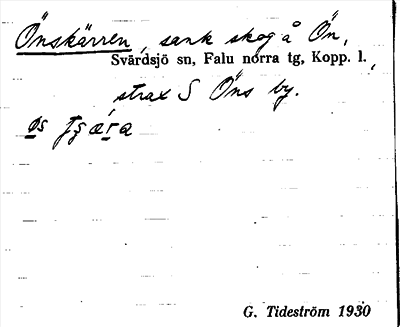 Önskärren, sank skog å Ön,
Svärdsjö sn, Falu norra tg, Kopp. l.,
strax S Öns by.
G. Tideström 1930